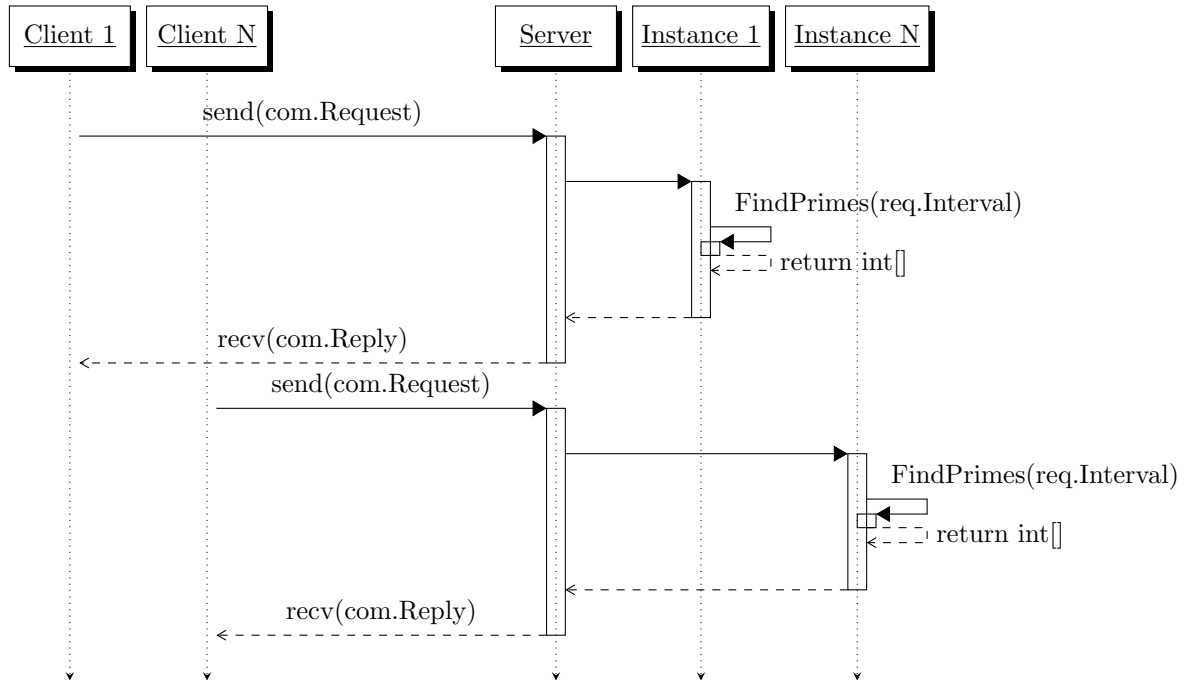 Client 1
Client N
Server
Instance 1
Instance N
send(com.Request)
FindPrimes(req.Interval)
return int[]
recv(com.Reply)
send(com.Request)
FindPrimes(req.Interval)
return int[]
recv(com.Reply)